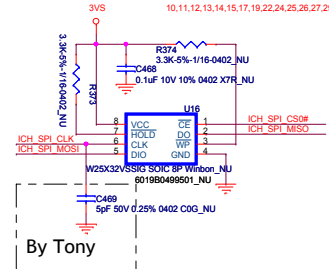 3VS
10,11,12,13,14,15,17,19,22,24,25,26,27,29
R374
3.3K-5%-1/16-0402_NU
3.3K-5%-1/16-0402_NU
R373
C468
0.1uF 10V 10% 0402 X7R_NU
U16
8 VCC CE 1 ICH_SPI_CS0#
7 HOLD DO 2 ICH_SPI_MISO
ICH_SPI_CLK 6 CLK WP 3
ICH_SPI_MOSI 5 DIO GND 4
W25X32VSSIG SOIC 8P Winbon_NU
6019B0499501_NU
C469
5pF 50V 0.25% 0402 C0G_NU
By Tony